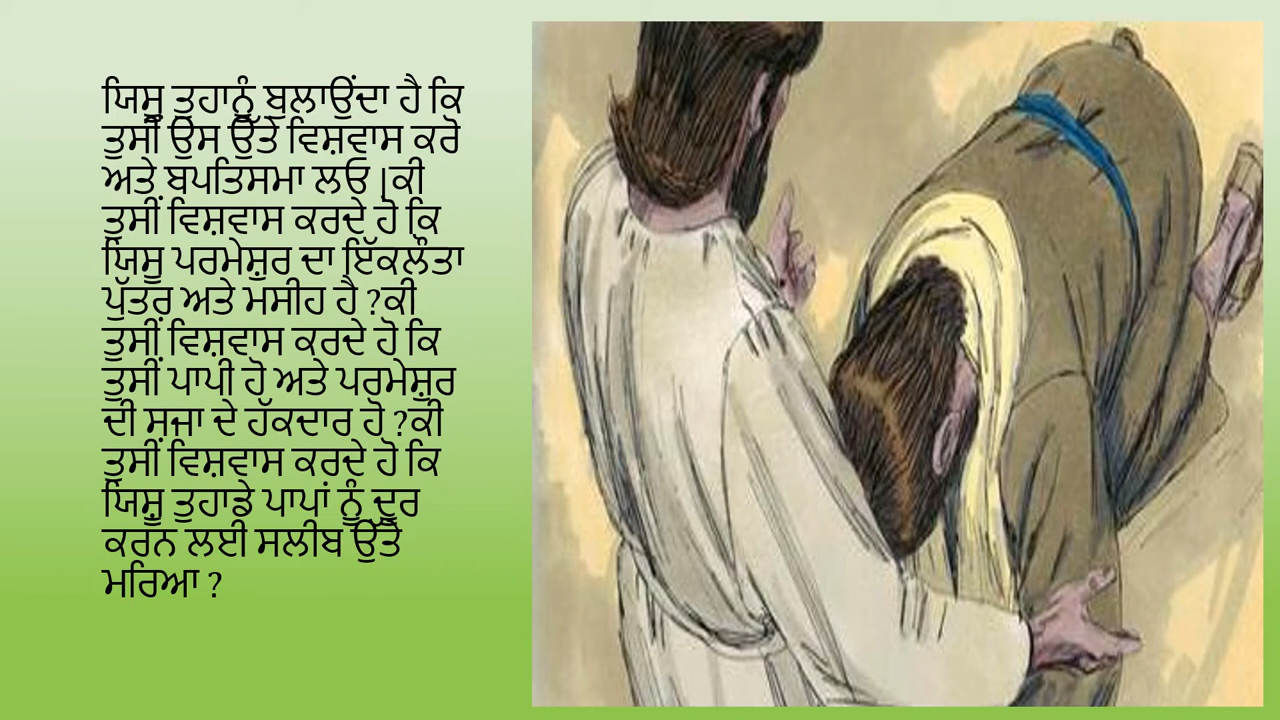 ਯਿਸੂ ਤੁਹਾਨੂੰ ਬੁਲਾਉਂਦਾ ਹੈ ਕਿ
ਤੁਸੀਂ ਉਸ ਉੱਤੇ ਵਿਸ਼ਵਾਸ ਕਰੋ
ਅਤੇ ਬਪਤਿਸਮਾ ਲਓ |ਕੀ
ਤੁਸੀਂ ਵਿਸ਼ਵਾਸ ਕਰਦੇ ਹੋ ਕਿ
ਯਿਸੂ ਪਰਮੇਸ਼ੁਰ ਦਾ ਇੱਕਲੌਤਾ
ਪੁੱਤਰ ਅਤੇ ਮਸੀਹ ਹੈ ?ਕੀ
ਤੁਸੀਂ ਵਿਸ਼ਵਾਸ ਕਰਦੇ ਹੋ ਕਿ
ਤੁਸੀਂ ਪਾਪੀ ਹੋ ਅਤੇ ਪਰਮੇਸ਼ੁਰ
ਦੀ ਸਜ਼ਾ ਦੇ ਹੱਕਦਾਰ ਹੋ ?ਕੀ
ਤੁਸੀਂ ਵਿਸ਼ਵਾਸ ਕਰਦੇ ਹੋ ਕਿ
ਯਿਸ਼ੂ ਤੁਹਾਡੇ ਪਾਪਾਂ ਨੂੰ ਦੂਰ
ਕਰਨ ਲਈ ਸਲੀਬ ਉੱਤੇ
ਮਰਿਆ ?